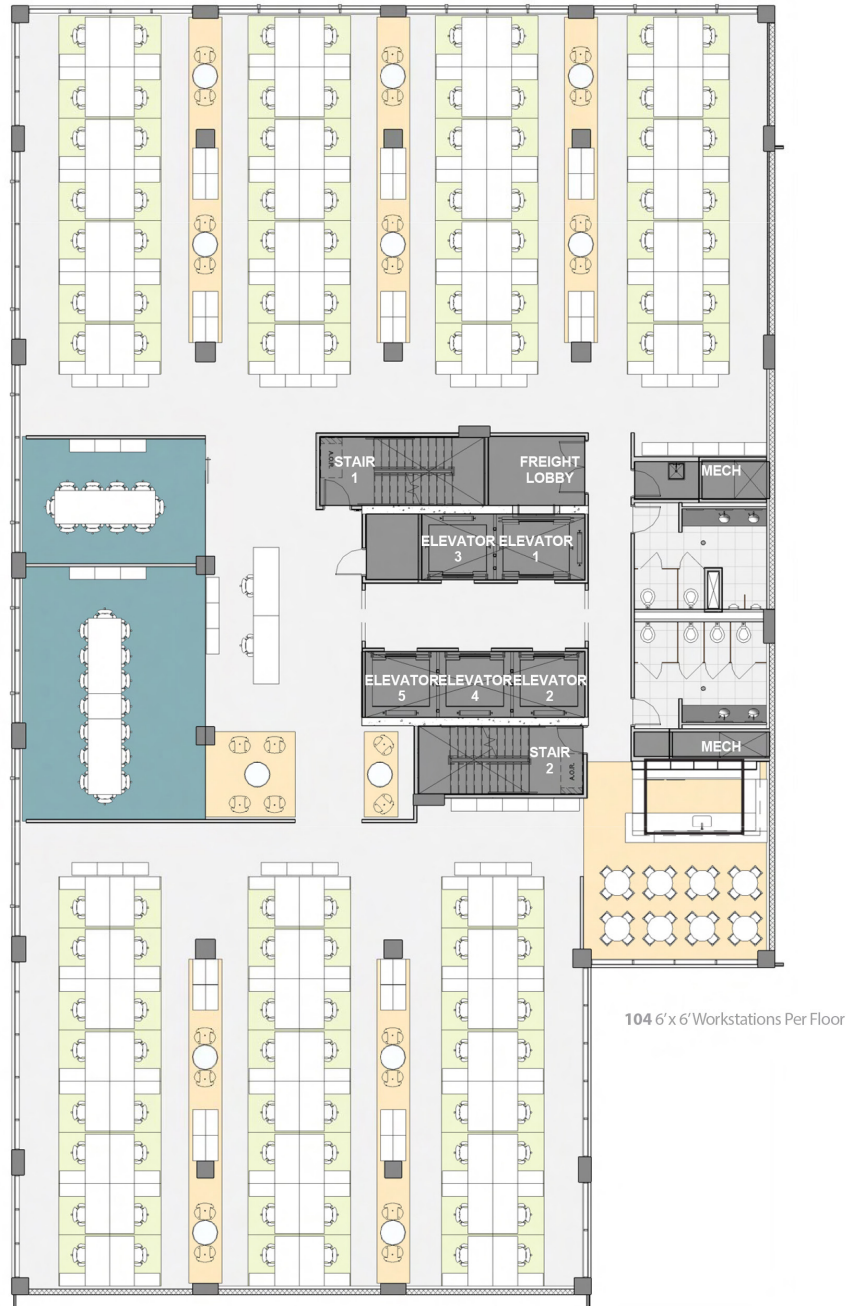 STAIR
1
A.O.R.
FREIGHT
LOBBY
MECH
ELEVATOR
3
ELEVATOR
1
ELEVATOR
5
ELEVATOR
4
ELEVATOR
2
STAIR
2
A.O.R.
MECH
104 6’ x 6’ Workstations Per Floor